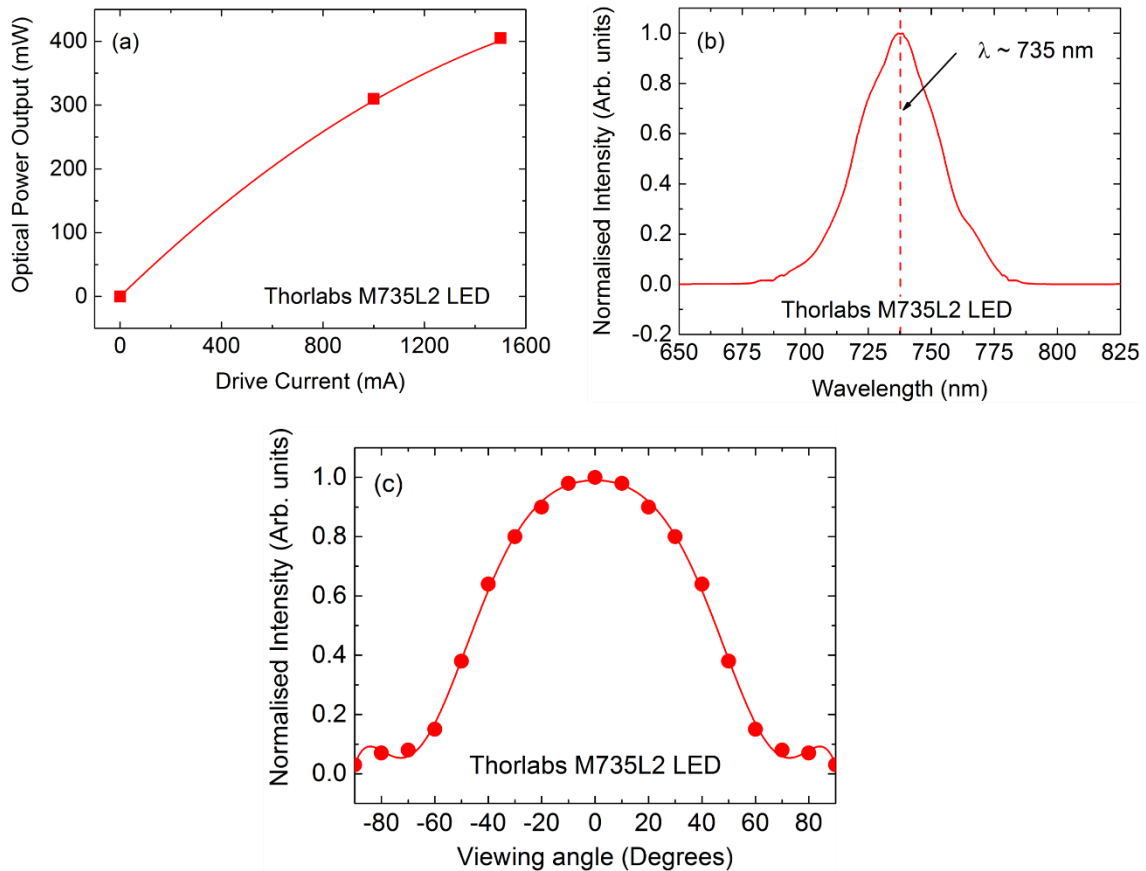 (a)
Optical Power Output (mW)
400
300
200
100
0
0 400 800 1200 1600
Thorlabs M735L2 LED
Drive Current (mA)
(b)
λ ~ 735 nm
Normalised Intensity (Arb. units)
1.0
0.8
0.6
0.4
0.2
0.0
-0.2
650 675 700 725 750 775 800 825
Thorlabs M735L2 LED
Wavelength (nm)
(c)
Normalised Intensity (Arb. units)
1.0
0.8
0.6
0.4
0.2
0.0
Thorlabs M735L2 LED
-80 -60 -40 -20 0 20 40 60 80
Viewing angle (Degrees)